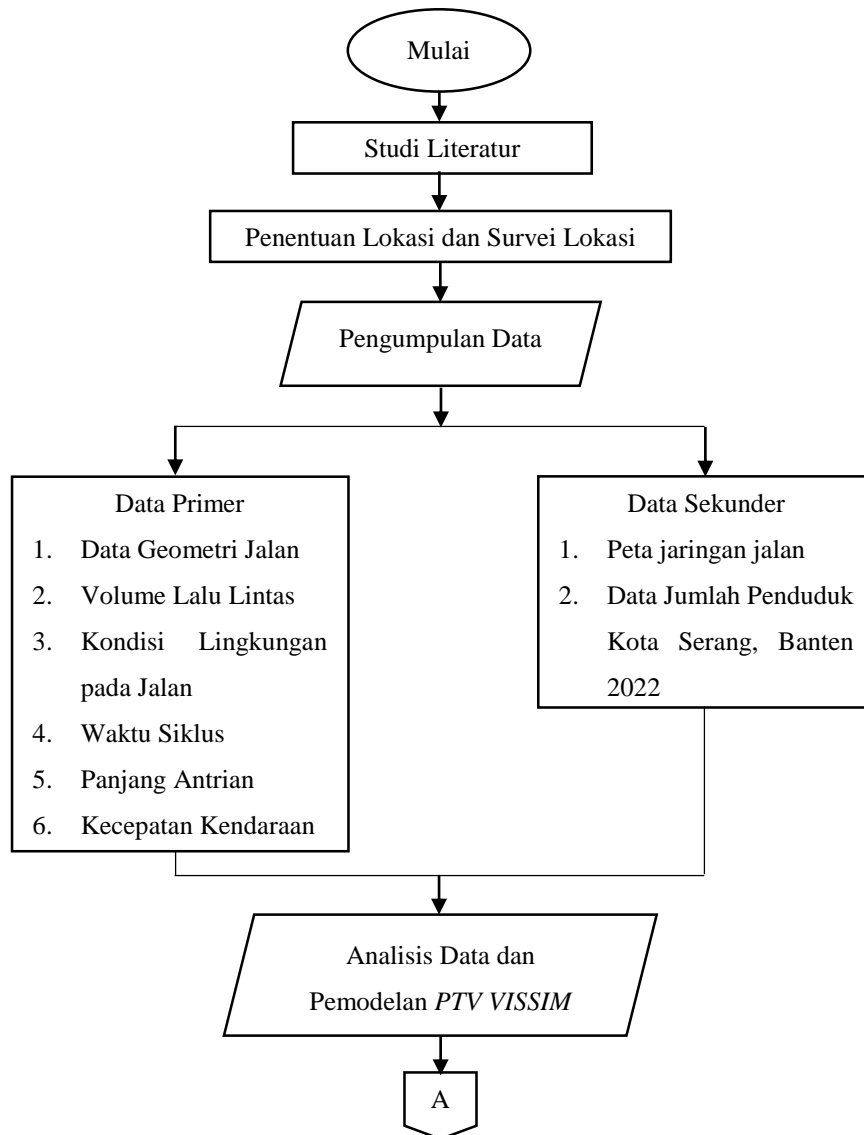 Mulai
Studi Literatur
Penentuan Lokasi dan Survei Lokasi
Pengumpulan Data
Data Primer
1. Data Geometri Jalan
2. Volume Lalu Lintas
3. Kondisi Lingkungan
pada Jalan
4. Waktu Siklus
5. Panjang Antrian
6. Kecepatan Kendaraan
Data Sekunder
1. Peta jaringan jalan
2. Data Jumlah Penduduk
Kota Serang, Banten
2022
Analisis Data dan
Pemodelan PTV VISSIM
A